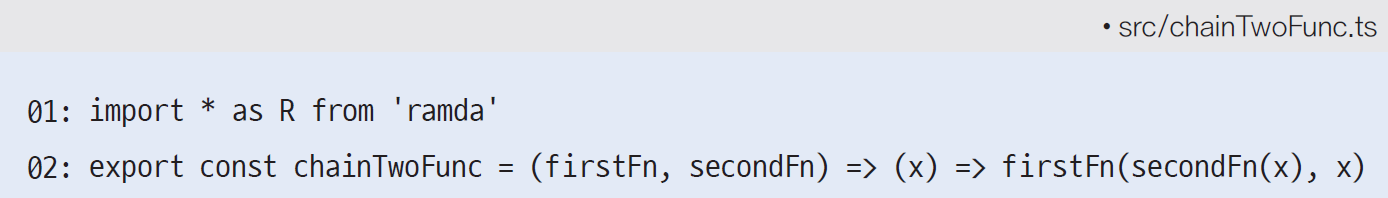 • src/chainTwoFunc.ts
01: import * as R from 'ramda'
02: export const chainTwoFunc = (firstFn, secondFn) => (x) => firstFn(secondFn(x), x)